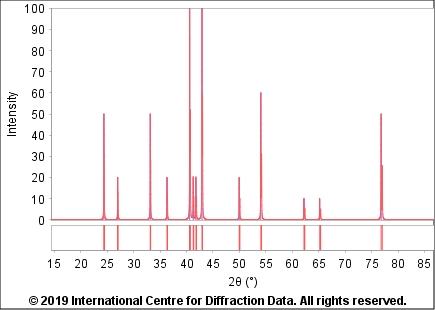 100
90
80
70
60
50
40
30
20
10
0
Intensity
15 20 25 30 35 40 45 50 55 60 65 70 75 80 85
2θ (°)
© 2019 International Centre for Diffraction Data. All rights reserved.